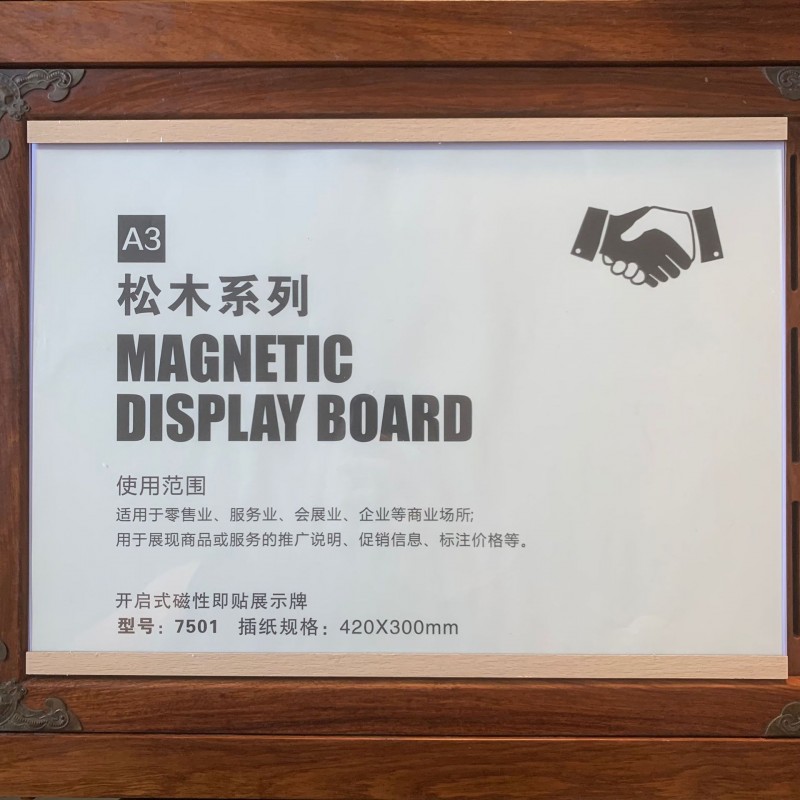 A3
松木系列
MAGNETIC
DISPLAY BOARD
使用范围
适用于零售业、服务业、会展业、企业等商业场所;
用于展现商品或服务的推广说明、促销信息、标注价格等。
开启式磁性即贴展示牌
型号：7501 插纸规格：420X300mm